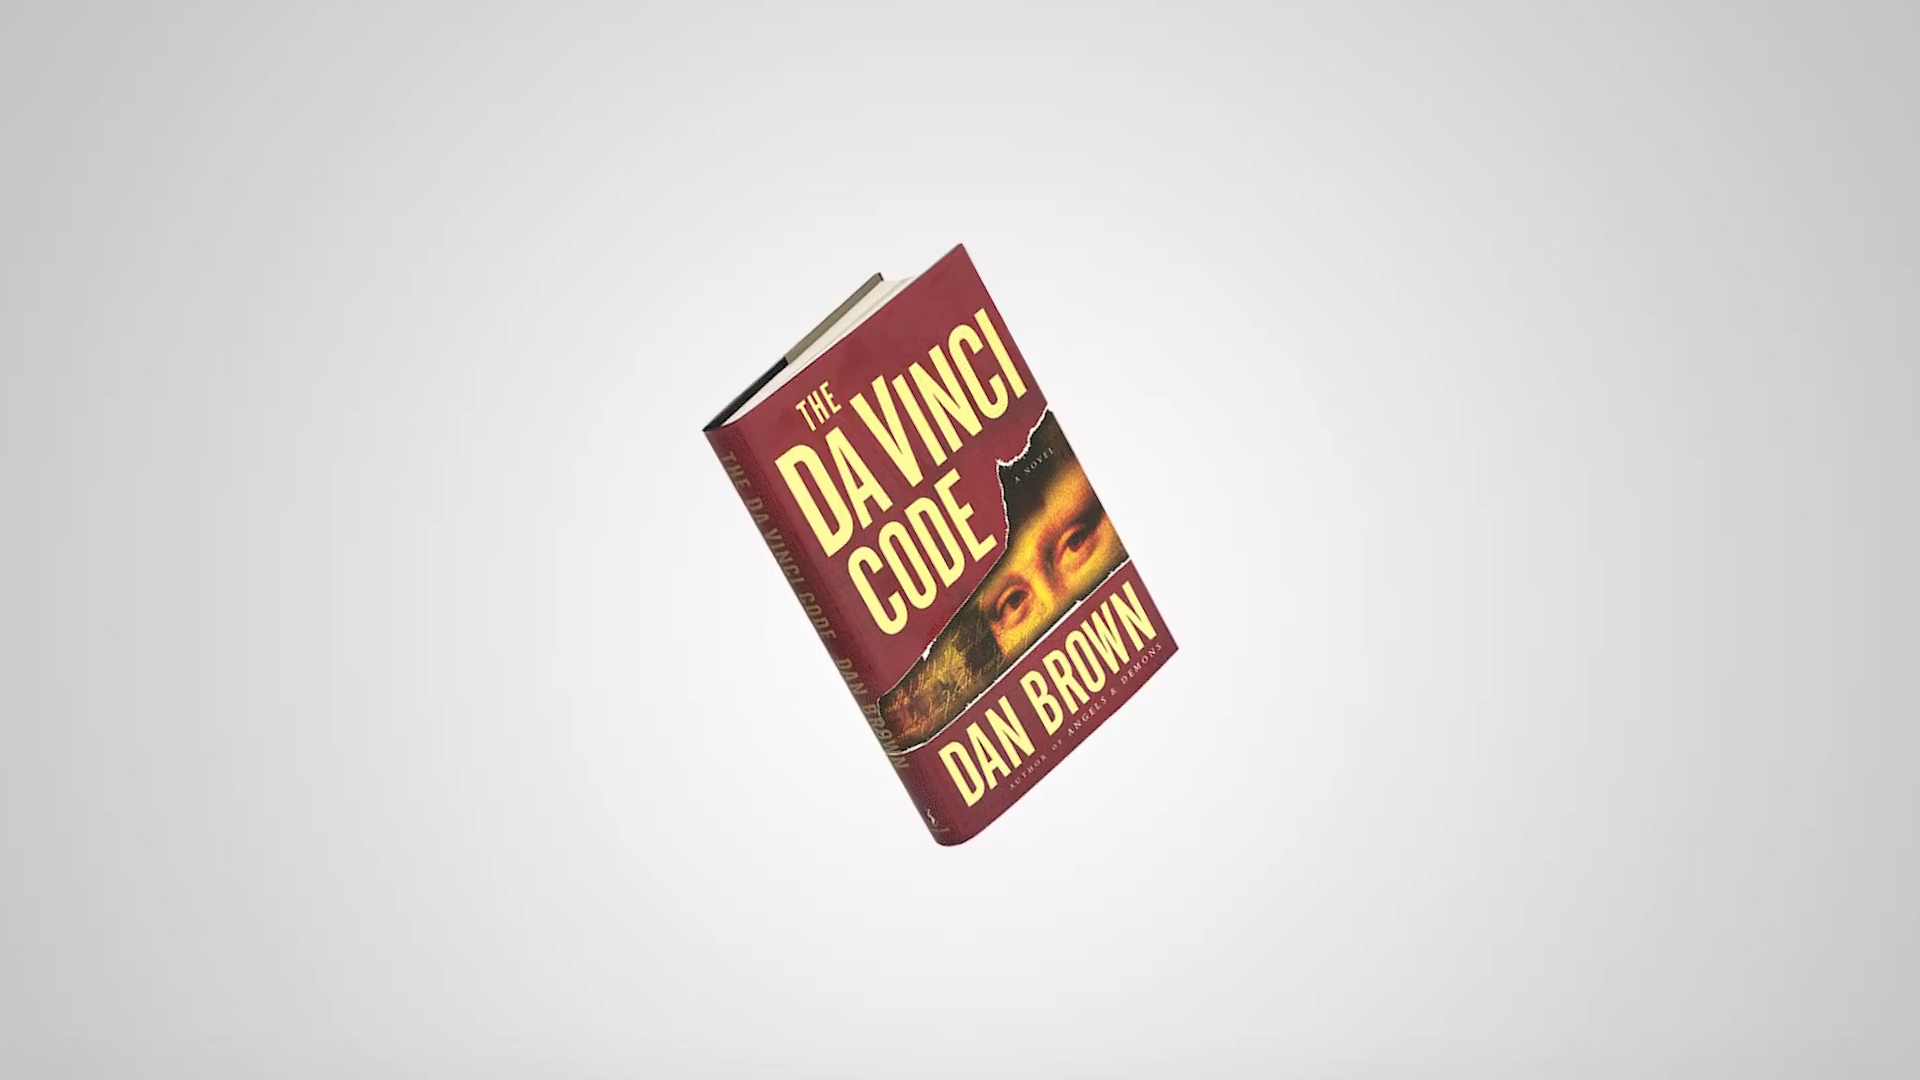 THE
DA VINCI
CODE
A NOVEL
DAN BROWN
AUTHOR OF ANGELS & DEMONS
THE DA VINCI CODE DAN BROWN